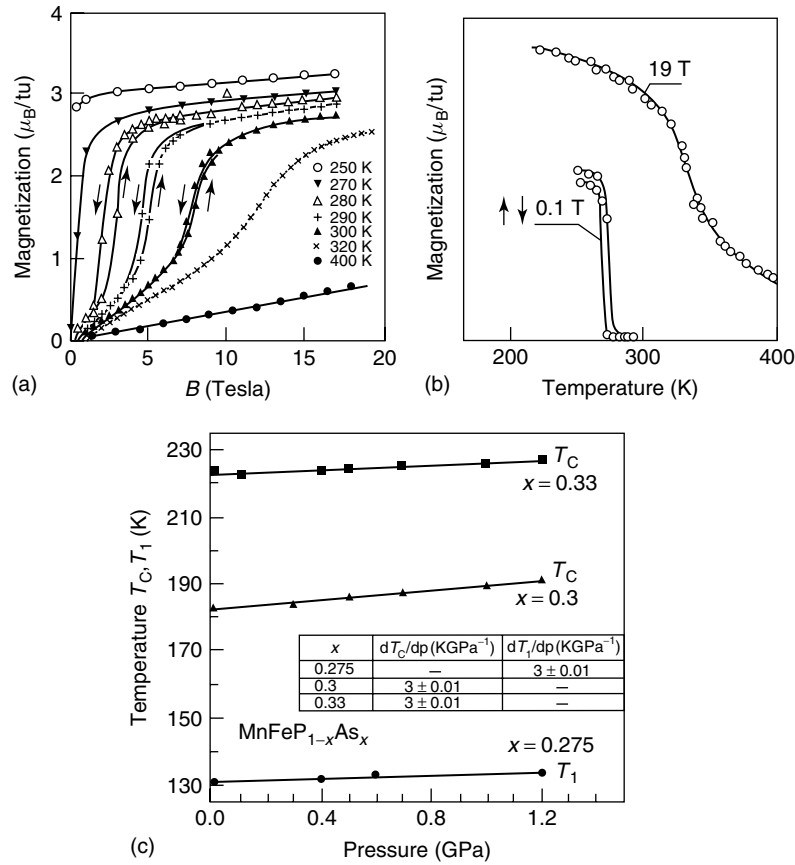 4
3
2
1
0
0
5
10
15
20
Magnetization (μB/tu)
B (Tesla)
250 K
270 K
280 K
290 K
300 K
320 K
400 K
(a)
Magnetization (μB/tu)
19 T
0.1 T
200
300
400
Temperature (K)
(b)
230
210
190
170
150
130
Temperature TC, T1 (K)
TC
x = 0.33
TC
x = 0.3
x dTC/dp (KGPa−1) dT1/dp (KGPa−1)
0.275 — 3 ± 0.01
0.3 3 ± 0.01 —
0.33 3 ± 0.01 —
MnFeP1−xAsx
x = 0.275
T1
0.0
0.4
0.8
1.2
Pressure (GPa)
(c)